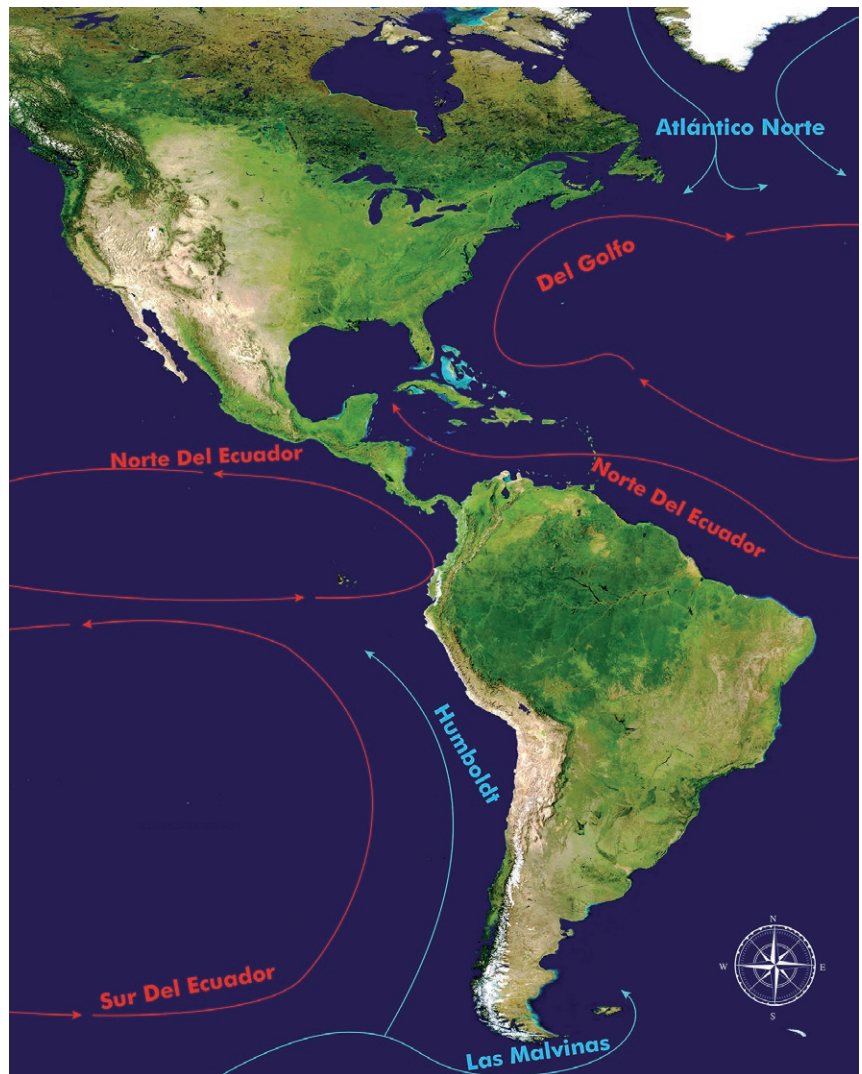 Atlántico Norte
Del Golfo
Norte Del Ecuador
Norte Del Ecuador
Humboldt
N
W
E
S
Sur Del Ecuador
Las Malvinas